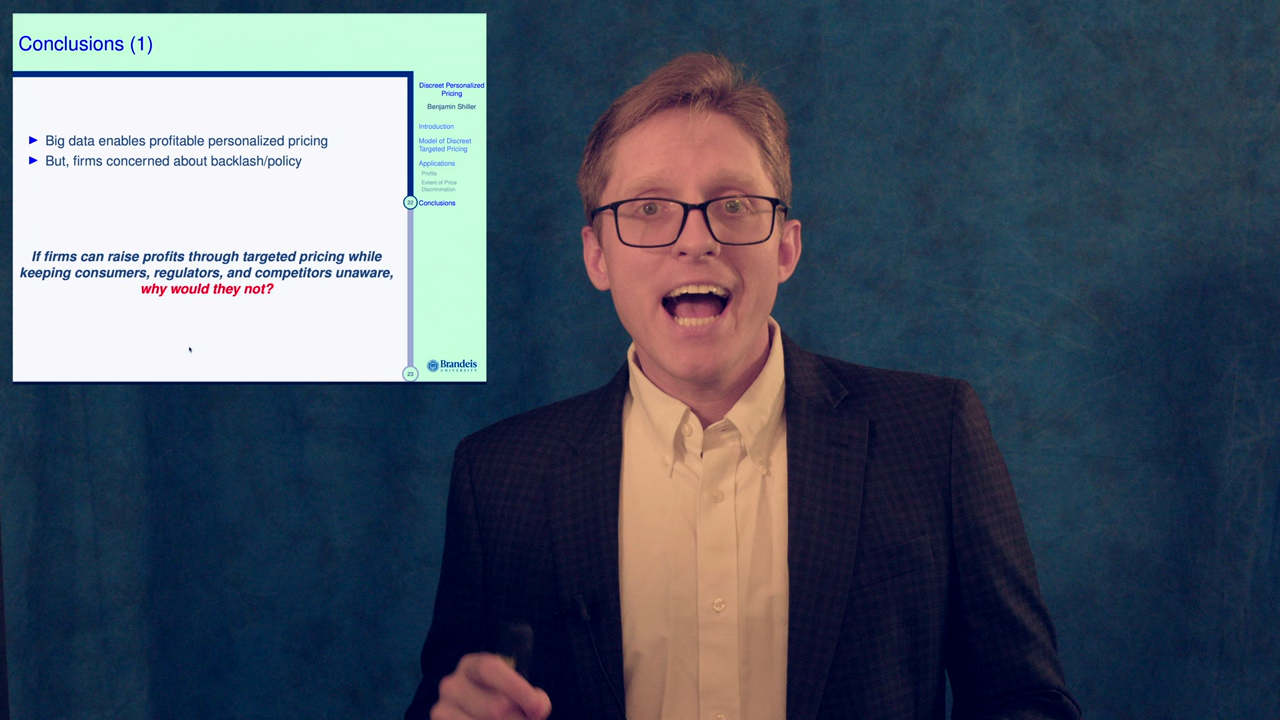 Conclusions (1)
► Big data enables profitable personalized pricing
► But, firms concerned about backlash/policy
If firms can raise profits through targeted pricing while
keeping consumers, regulators, and competitors unaware,
why would they not?
Discreet Personalized
Pricing
Benjamin Shiller
Introduction
Model of Discreet
Targeted Pricing
Applications
Profits
Extent of Price
Discrimination
22
Conclusions
23
Brandeis
UNIVERSITY